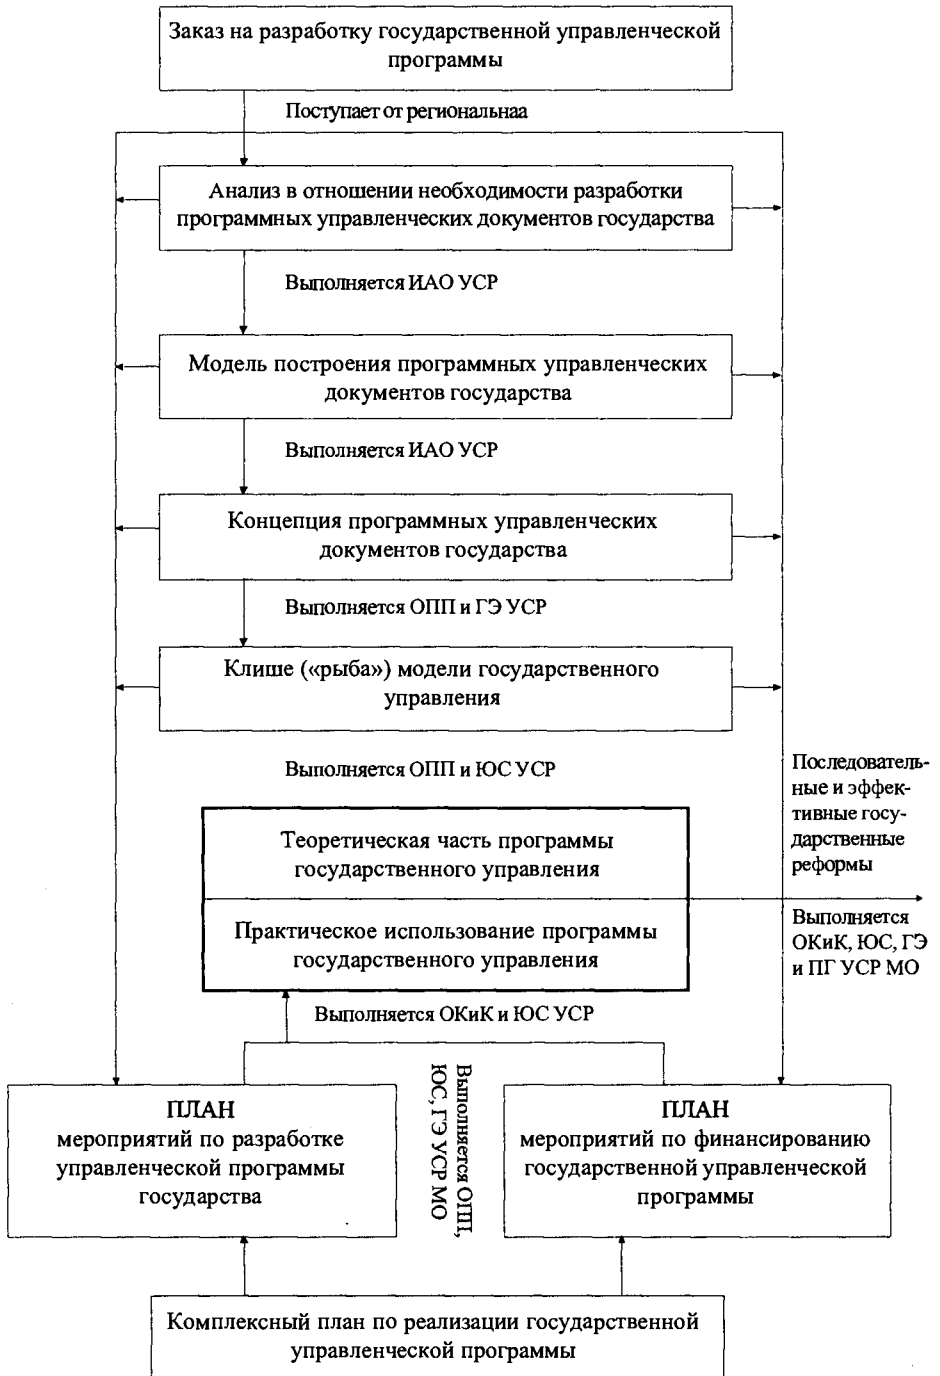 Заказ на разработку государственной управленческой
программы
Поступает от региональнаа
Анализ в отношении необходимости разработки
программных управленческих документов государства
Выполняется ИАО УСР
Модель построения программных управленческих
документов государства
Выполняется ИАО УСР
Концепция программных управленческих
документов государства
Выполняется ОПП и ГЭ УСР
Клише («рыба») модели государственного
управления
Выполняется ОПП и ЮС УСР
Последователь-
ные и эффек-
тивные госу-
дарственные
реформы
Теоретическая часть программы
государственного управления
Практическое использование программы
государственного управления
Выполняется
ОКиК, ЮС, ГЭ
и ПГ УСР МО
Выполняется ОКиК и ЮС УСР
Выполняется ОПП,
ЮС, ГЭ УСР МО
ПЛАН
мероприятий по разработке
управленческой программы
государства
ПЛАН
мероприятий по финансированию
государственной управленческой
программы
Комплексный план по реализации государственной
управленческой программы